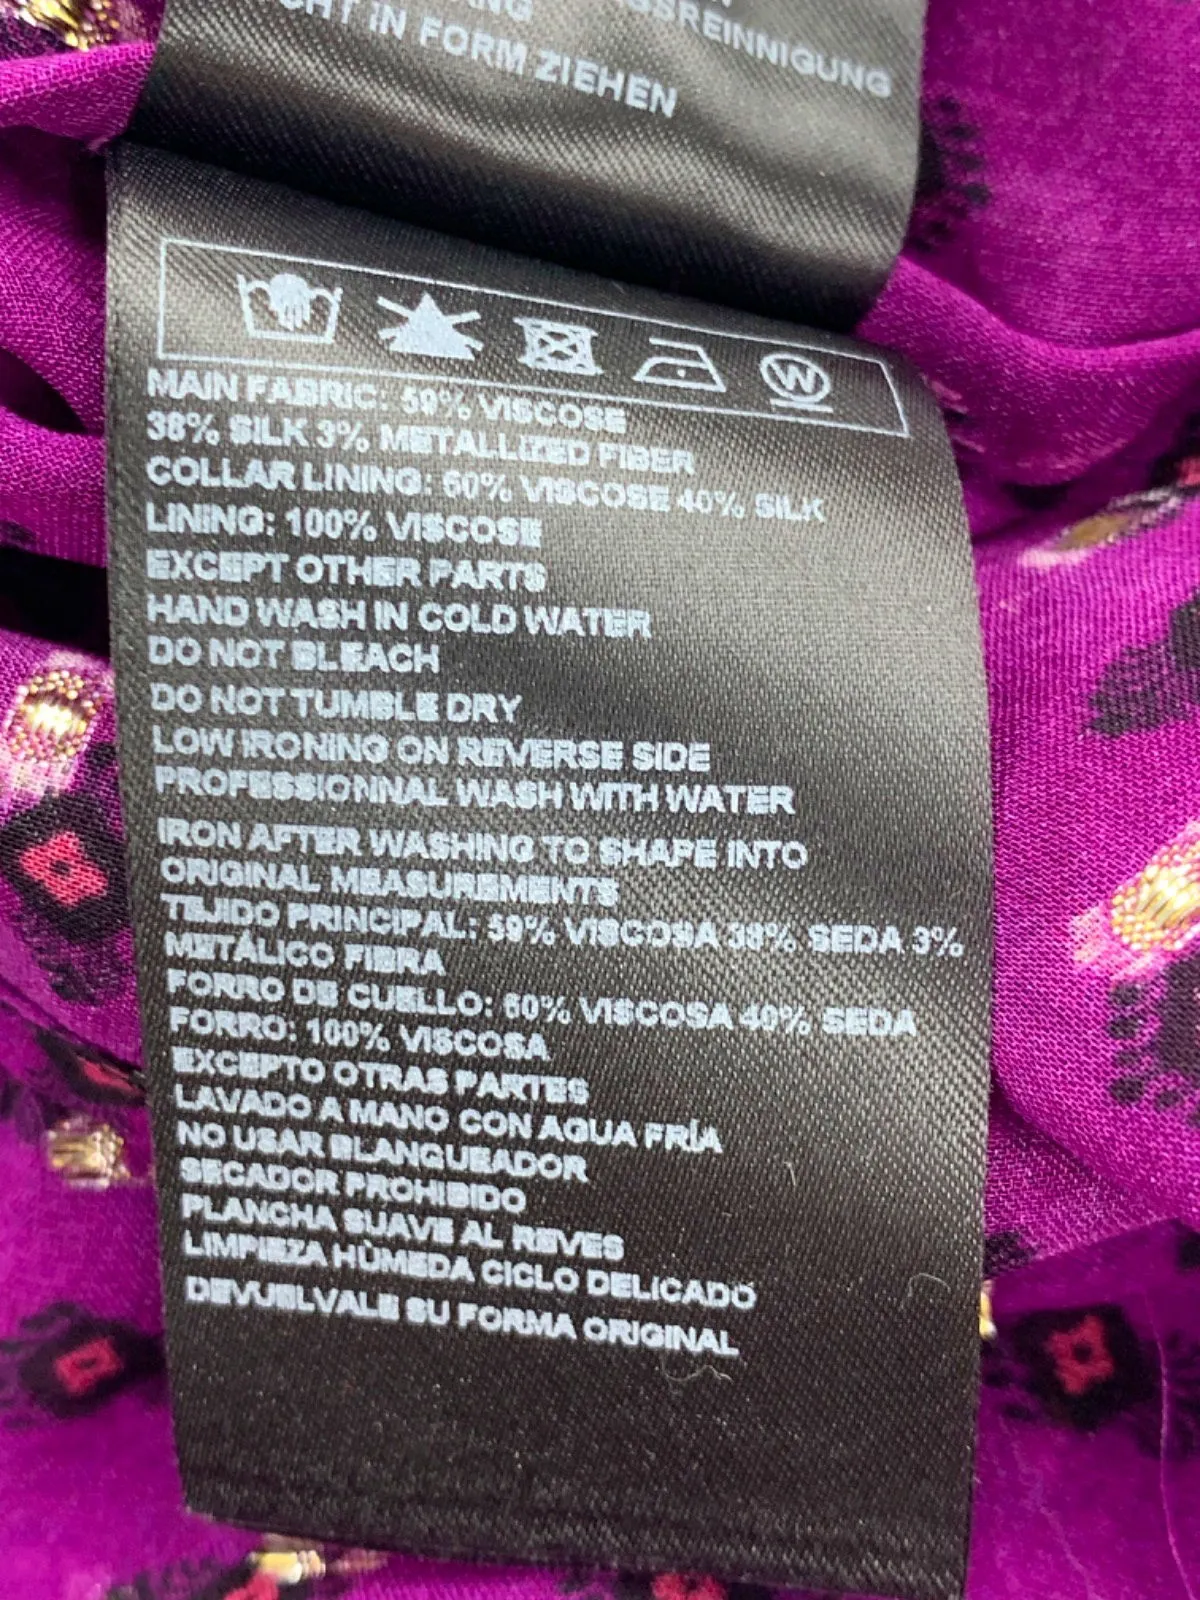 ANG
GSREINNIGUNG
CHT IN FORM ZIEHEN
W
MAIN FABRIC: 59% VISCOSE
38% SILK 3% METALLIZED FIBER
COLLAR LINING: 60% VISCOSE 40% SILK
LINING: 100% VISCOSE
EXCEPT OTHER PARTS
HAND WASH IN COLD WATER
DO NOT BLEACH
DO NOT TUMBLE DRY
LOW IRONING ON REVERSE SIDE
PROFESSIONNAL WASH WITH WATER
IRON AFTER WASHING TO SHAPE INTO
ORIGINAL MEASUREMENTS
TEJIDO PRINCIPAL: 59% VISCOSA 38% SEDA 3%
METÁLICO FIBRA
FORRO DE CUELLO: 60% VISCOSA 40% SEDA
FORRO: 100% VISCOSA
EXCEPTO OTRAS PARTES
LAVADO A MANO CON AGUA FRÍA
NO USAR BLANQUEADOR
SECADOR PROHIBIDO
PLANCHA SUAVE AL REVES
LIMPIEZA HÙMEDA CICLO DELICADO
DEVUELVALE SU FORMA ORIGINAL